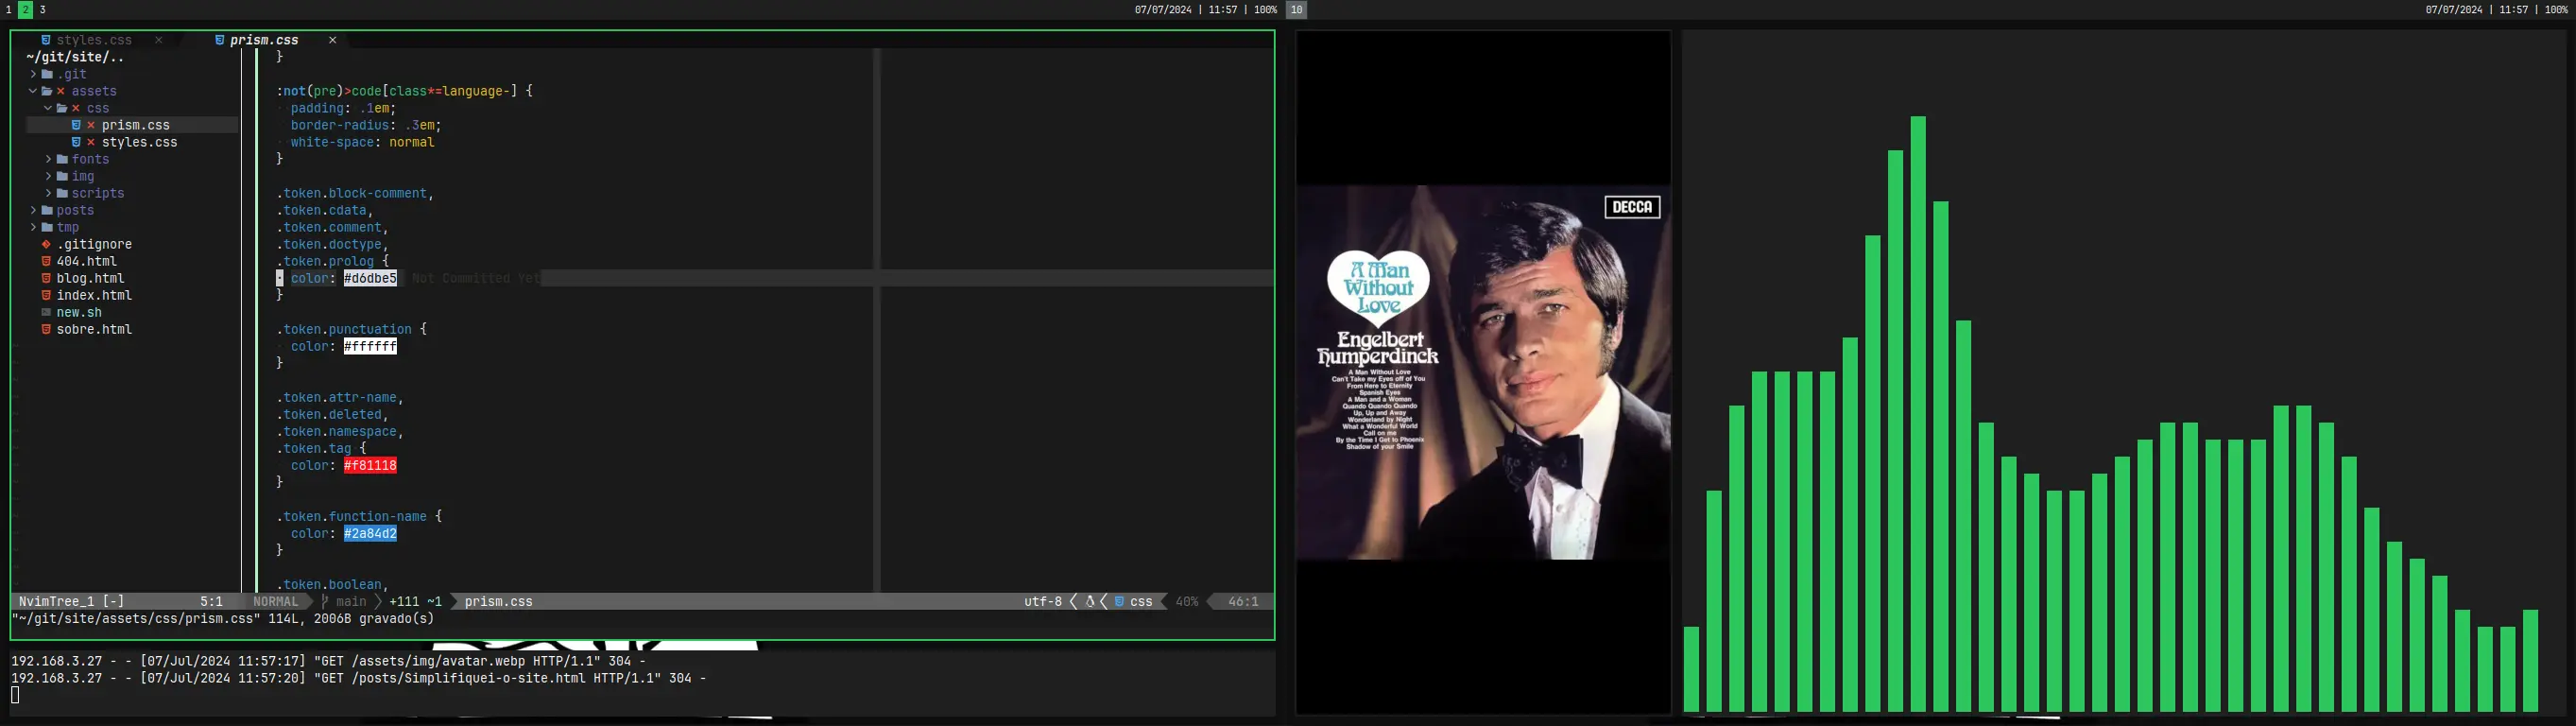 1 2 3
07/07/2024 | 11:57 | 100%
10
07/07/2024 | 11:57 | 100%
styles.css ×
prism.css ×
~/git/site/..
.git
assets
css
prism.css
styles.css
fonts
img
scripts
posts
tmp
.gitignore
404.html
blog.html
index.html
new.sh
sobre.html
}
:not(pre)>code[class*=language-] {
padding: .1em;
border-radius: .3em;
white-space: normal
}
.token.block-comment,
.token.cdata,
.token.comment,
.token.doctype,
.token.prolog {
color: #d6dbe5 Not Committed Yet
}
.token.punctuation {
color: #ffffff
}
.token.attr-name,
.token.deleted,
.token.namespace,
.token.tag {
color: #f81118
}
.token.function-name {
color: #2a84d2
}
.token.boolean,
NvimTree_1 [-] 5:1 NORMAL main +111 ~1 prism.css utf-8 css 40% 46:1
"~/git/site/assets/css/prism.css" 114L, 2006B gravado(s)
192.168.3.27 - - [07/Jul/2024 11:57:17] "GET /assets/img/avatar.webp HTTP/1.1" 304 -
192.168.3.27 - - [07/Jul/2024 11:57:20] "GET /posts/Simplifiquei-o-site.html HTTP/1.1" 304 -
DECCA
A Man
Without
Love
Engelbert
Humperdinck
A Man Without Love
Can't Take my Eyes off of You
From Here to Eternity
Spanish Eyes
A Man and a Woman
Quando Quando Quando
Up, Up and Away
Wonderland by Night
What a Wonderful World
Call on me
By the Time I Get to Phoenix
Shadow of your Smile